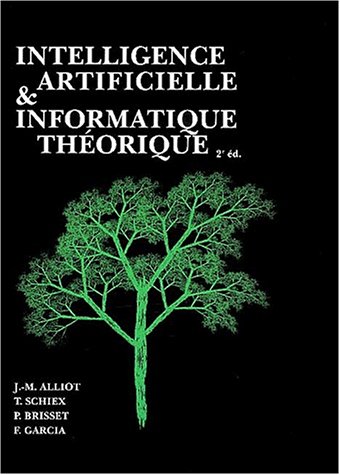 INTELLIGENCE
ARTIFICIELLE
&
INFORMATIQUE
THÉORIQUE 2e éd.
J.-M. ALLIOT
T. SCHIEX
P. BRISSET
F. GARCIA